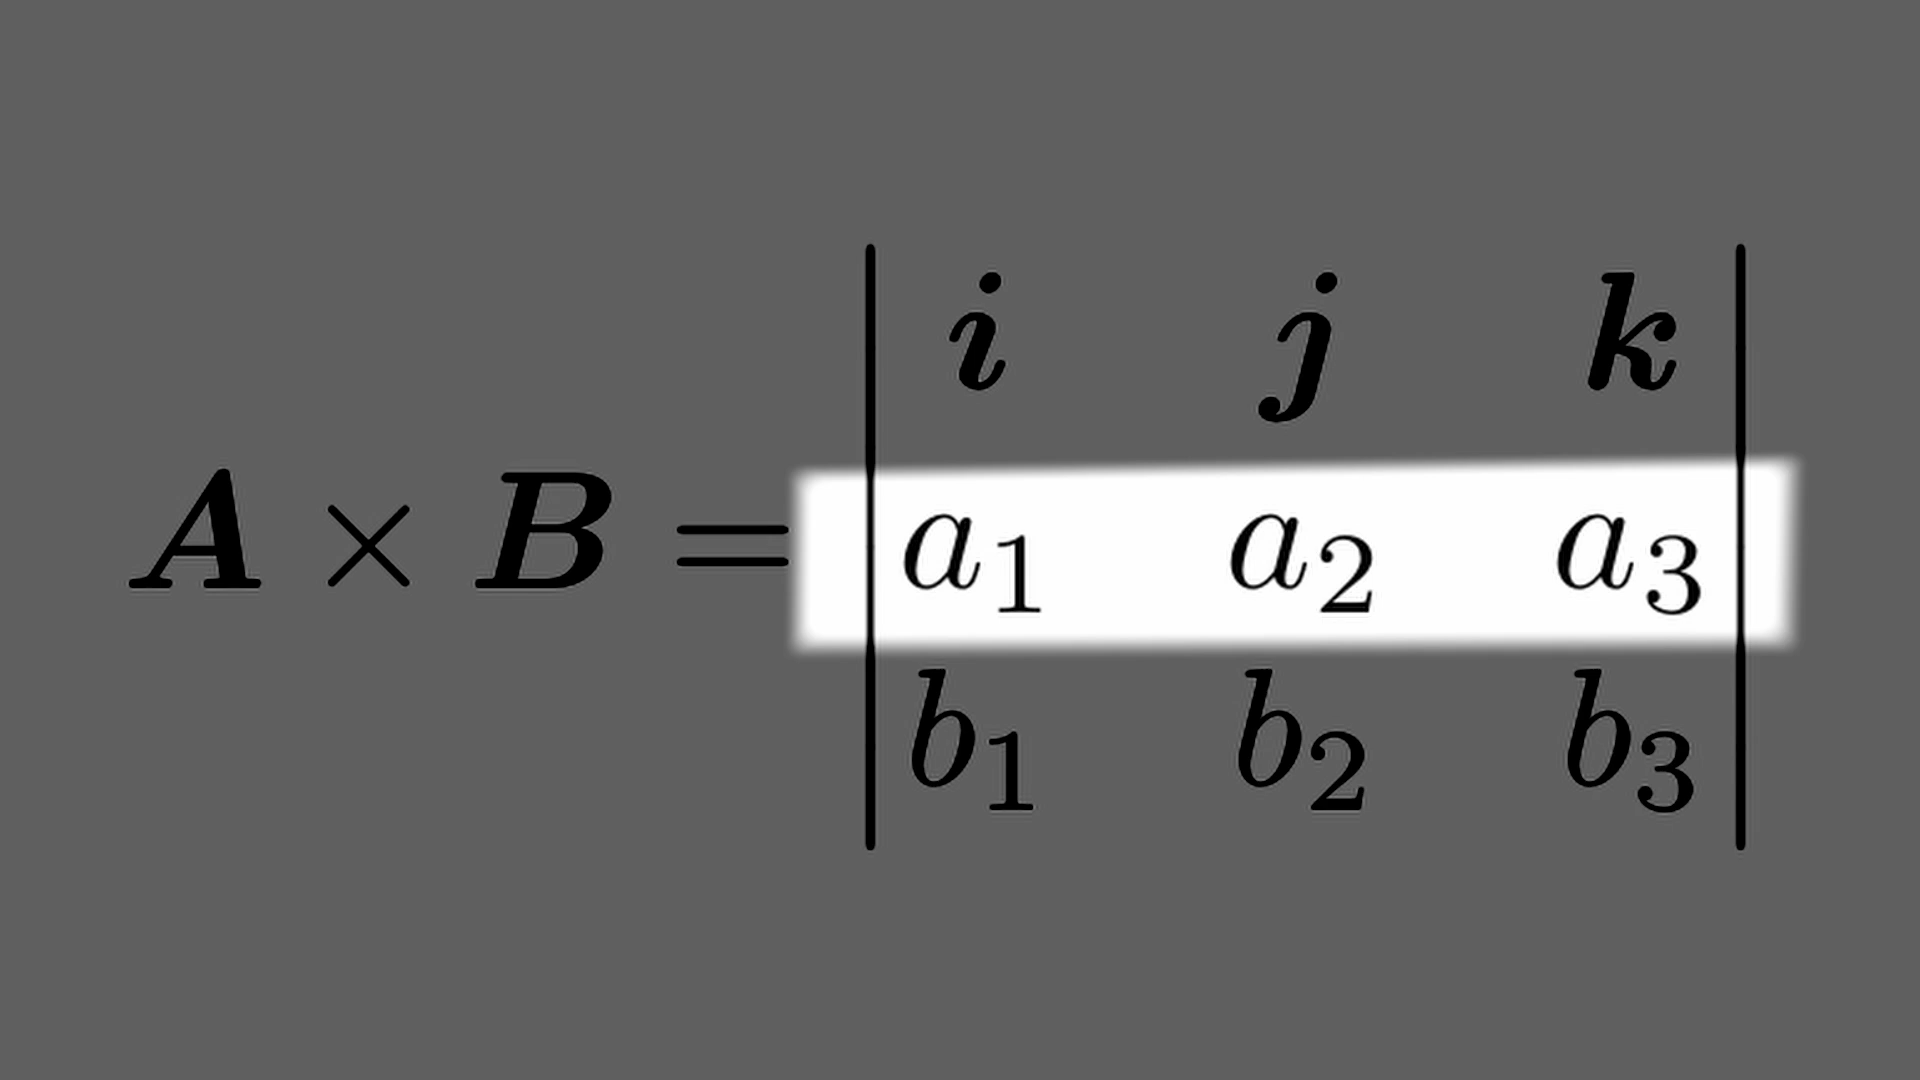 i j k
A × B = a₁ a₂ a₃
b₁ b₂ b₃